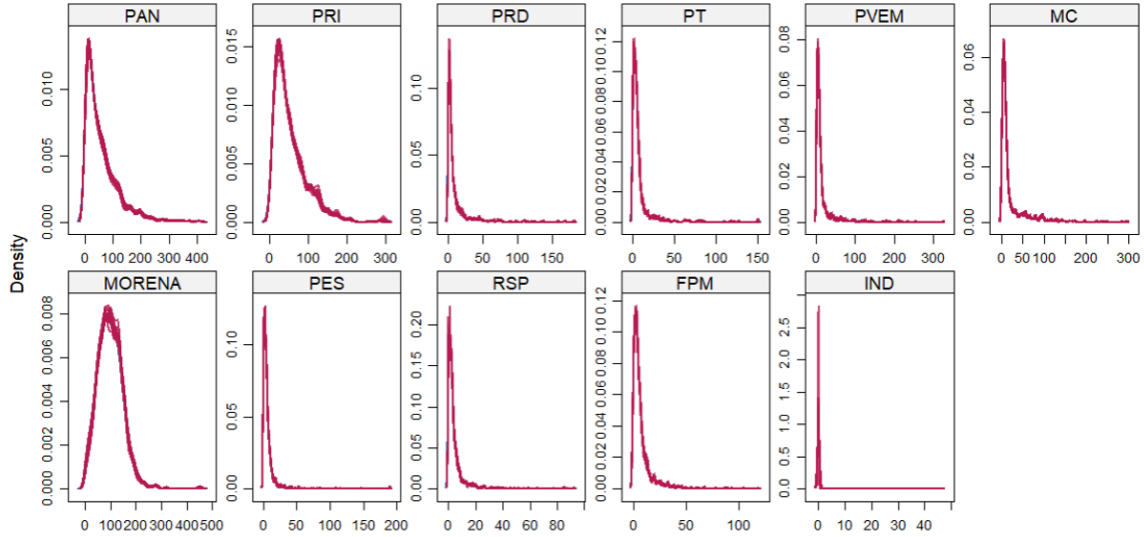 PAN PRI PRD PT PVEM MC
0.000 0.005 0.010
0.000 0.005 0.010 0.015
0.00 0.05 0.10
0.00 0.02 0.04 0.06 0.08 0.10 0.12
0.00 0.02 0.04 0.06 0.08
0.00 0.02 0.04 0.06
0 100 200 300 400
0 100 200 300
0 50 100 150
0 50 100 150
0 100 200 300
0 50 100 200 300
Density
MORENA PES RSP FPM IND
0.000 0.002 0.004 0.006 0.008
0.00 0.05 0.10
0.00 0.05 0.10 0.15 0.20
0.00 0.02 0.04 0.06 0.08 0.10 0.12
0.0 0.5 1.0 1.5 2.0 2.5
0 100 200 300 400 500
0 50 100 150 200
0 20 40 60 80
0 50 100
0 10 20 30 40